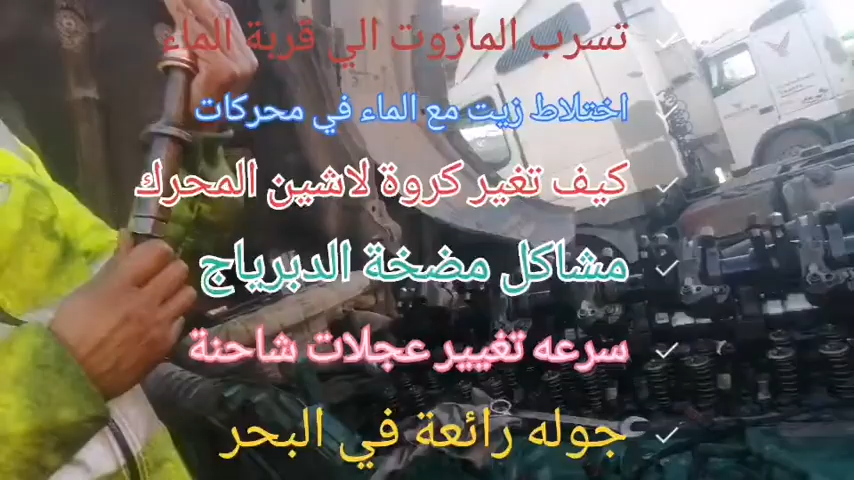 تسرب المازوت الي قربة الماء
اختلاط زيت مع الماء في محركات
كيف تغير كروة لاشين المحرك
مشاكل مضخة الدبرياج
سرعه تغيير عجلات شاحنة
جوله رائعة في البحر